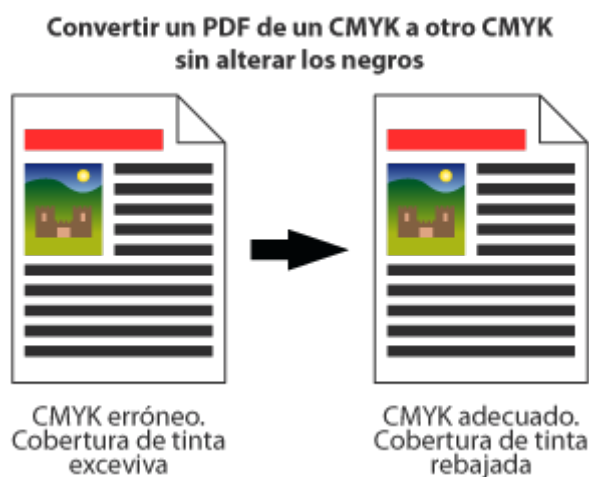 Convertir un PDF de un CMYK a otro CMYK
sin alterar los negros
CMYK erróneo.
Cobertura de tinta
exceviva
CMYK adecuado.
Cobertura de tinta
rebajada